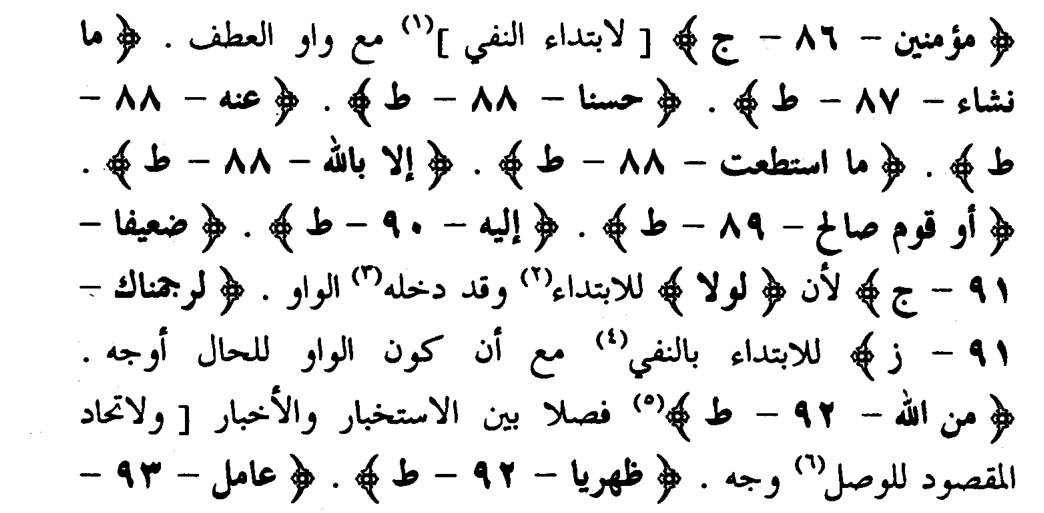 ﴿ مؤمنين – ٨٦ – ج ﴾ [ لابتداء النفي ](١) مع واو العطف . ﴿ ما
نشاء – ٨٧ – ط ﴾ . ﴿ حسنا – ٨٨ – ط ﴾ . ﴿ عنه – ٨٨ –
ط ﴾ . ﴿ ما استطعت – ٨٨ – ط ﴾ . ﴿ إلا بالله – ٨٨ – ط ﴾ .
﴿ أو قوم صالح – ٨٩ – ط ﴾ . ﴿ إليه – ٩٠ – ط ﴾ . ﴿ ضعيفا –
٩١ – ج ﴾ لأن ﴿ لولا ﴾ للابتداء(٢) وقد دخله(٣) الواو . ﴿ لرجمناك –
٩١ – ز ﴾ للابتداء بالنفي(٤) مع أن كون الواو للحال أوجه .
﴿ من الله – ٩٢ – ط ﴾(٥) فصلا بين الاستخبار والأخبار [ ولاتحاد
المقصود للوصل(٦) وجه . ﴿ ظهريا – ٩٢ – ط ﴾ . ﴿ عامل – ٩٣ –